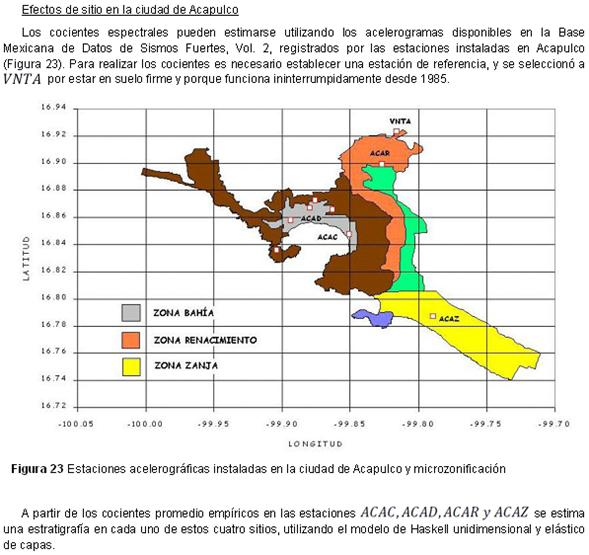 Efectos de sitio en la ciudad de Acapulco
Los cocientes espectrales pueden estimarse utilizando los acelerogramas disponibles en la Base
Mexicana de Datos de Sismos Fuertes, Vol. 2, registrados por las estaciones instaladas en Acapulco
(Figura 23). Para realizar los cocientes es necesario establecer una estación de referencia, y se seleccionó a
VNTA por estar en suelo firme y porque funciona ininterrumpidamente desde 1985.
16.94
16.92
16.90
16.88
16.86
16.84
16.82
16.80
16.78
16.76
16.74
16.72
LATITUD
VNTA
ACAR
ACAD
ACAC
ACAZ
ZONA BAHÍA
ZONA RENACIMIENTO
ZONA ZANJA
-100.05 -100.00 -99.95 -99.90 -99.85 -99.80 -99.75 -99.70
LONGITUD
Figura 23 Estaciones acelerográficas instaladas en la ciudad de Acapulco y microzonificación
A partir de los cocientes promedio empíricos en las estaciones ACAC, ACAD, ACAR y ACAZ se estima
una estratigrafía en cada uno de estos cuatro sitios, utilizando el modelo de Haskell unidimensional y elástico
de capas.